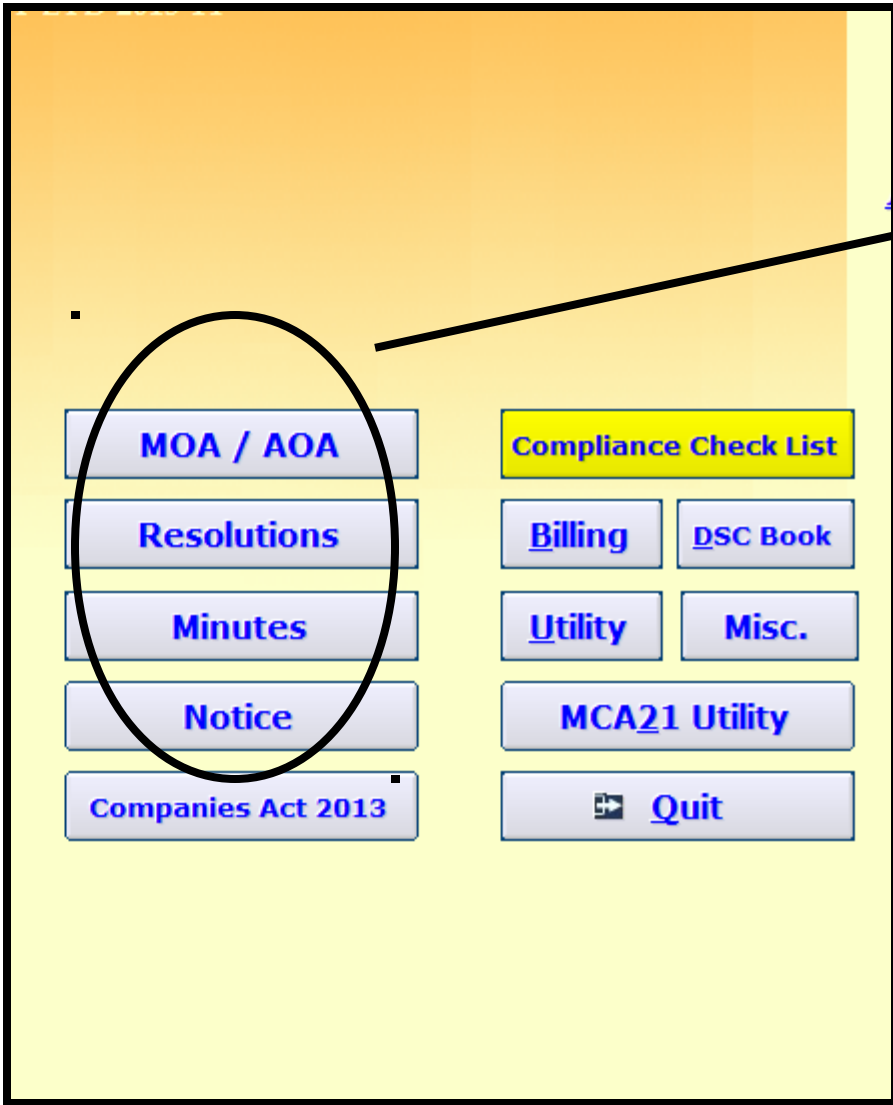 MOA / AOA
Resolutions
Minutes
Notice
Companies Act 2013
Compliance Check List
Billing
DSC Book
Utility
Misc.
MCA21 Utility
Quit